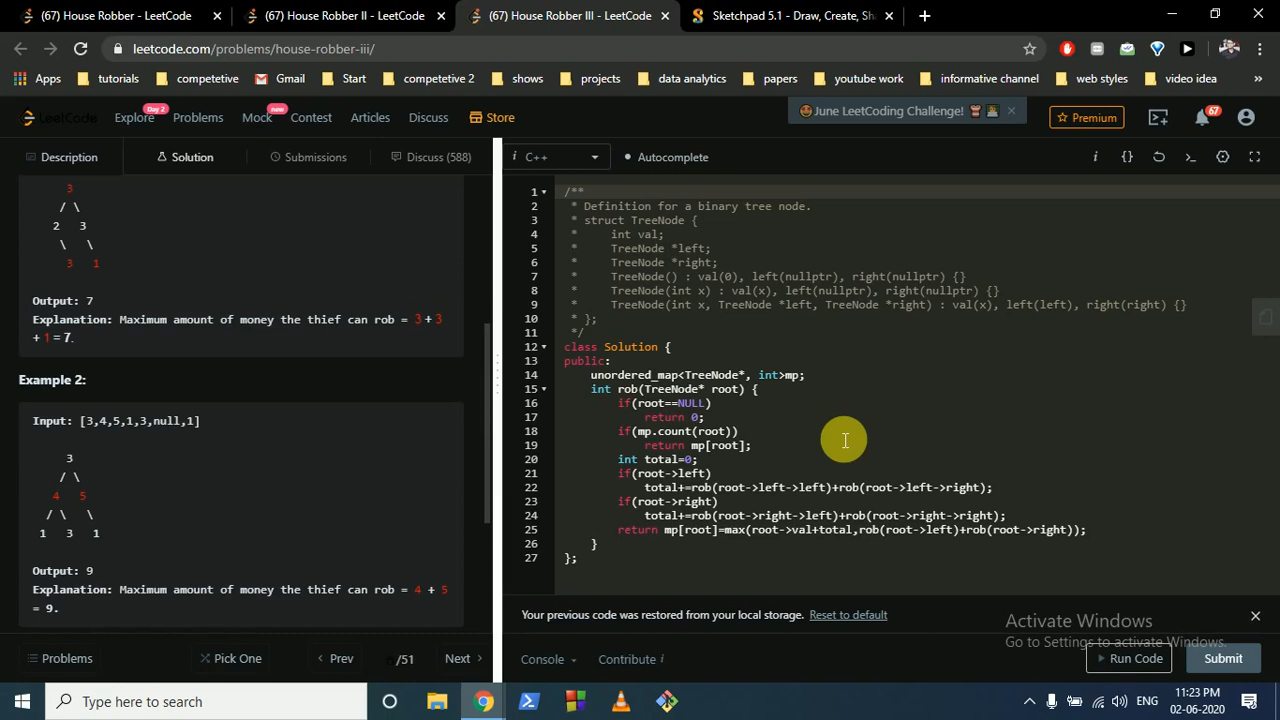 (67) House Robber - LeetCode
(67) House Robber II - LeetCode
(67) House Robber III - LeetCode
Sketchpad 5.1 - Draw, Create, Sha
leetcode.com/problems/house-robber-iii/
Apps tutorials competetive Gmail Start competetive 2 shows projects data analytics papers youtube work informative channel web styles video idea »
LeetCode Explore Day 2 Problems Mock new Contest Articles Discuss Store
June LeetCoding Challenge!
Premium 67
Description Solution Submissions Discuss (588)
3
/ \
2 3
\ \
3 1
Output: 7
Explanation: Maximum amount of money the thief can rob = 3 + 3
+ 1 = 7.
Example 2:
Input: [3,4,5,1,3,null,1]
3
/ \
4 5
/ \ \
1 3 1
Output: 9
Explanation: Maximum amount of money the thief can rob = 4 + 5
= 9.
Problems Pick One Prev /51 Next
i C++ Autocomplete i {}
1 /**
2 * Definition for a binary tree node.
3 * struct TreeNode {
4 * int val;
5 * TreeNode *left;
6 * TreeNode *right;
7 * TreeNode() : val(0), left(nullptr), right(nullptr) {}
8 * TreeNode(int x) : val(x), left(nullptr), right(nullptr) {}
9 * TreeNode(int x, TreeNode *left, TreeNode *right) : val(x), left(left), right(right) {}
10 * };
11 */
12 class Solution {
13 public:
14 unordered_map<TreeNode*, int>mp;
15 int rob(TreeNode* root) {
16 if(root==NULL)
17 return 0;
18 if(mp.count(root))
19 return mp[root];
20 int total=0;
21 if(root->left)
22 total+=rob(root->left->left)+rob(root->left->right);
23 if(root->right)
24 total+=rob(root->right->left)+rob(root->right->right);
25 return mp[root]=max(root->val+total,rob(root->left)+rob(root->right));
26 }
27 };
Your previous code was restored from your local storage. Reset to default
Activate Windows
Go to Settings to activate Windows.
Console Contribute i Run Code Submit
Type here to search
ENG
11:23 PM
02-06-2020